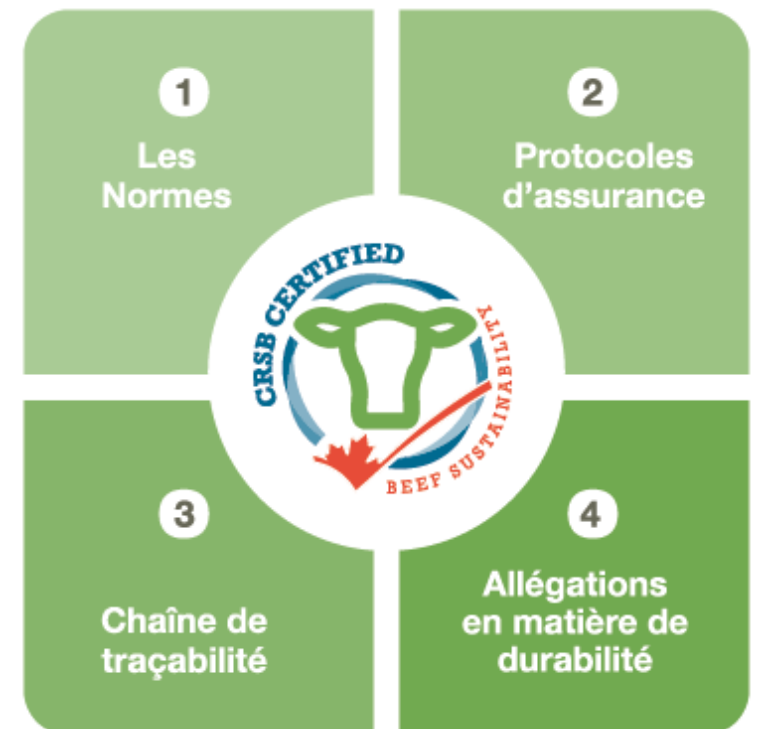 1
Les
Normes
2
Protocoles
d'assurance
CRSB CERTIFIED
BEEF SUSTAINABILITY
3
Chaîne de
traçabilité
4
Allégations
en matière de
durabilité